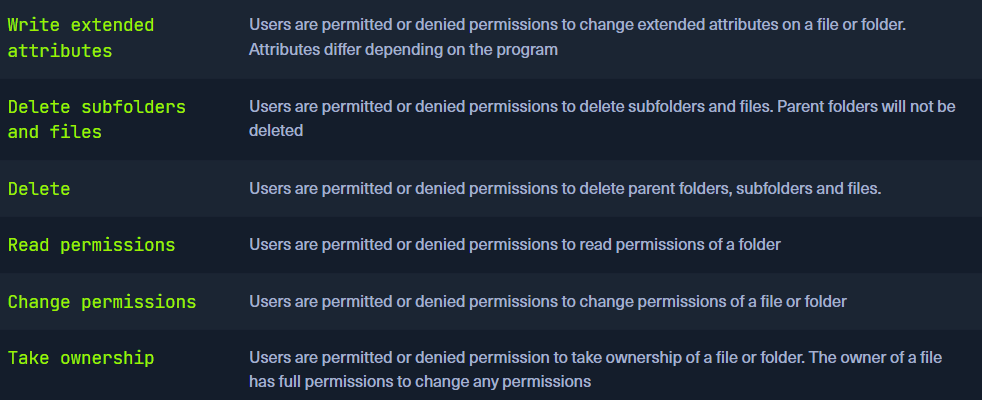 Write extended
attributes
Users are permitted or denied permissions to change extended attributes on a file or folder.
Attributes differ depending on the program
Delete subfolders
and files
Users are permitted or denied permissions to delete subfolders and files. Parent folders will not be
deleted
Delete
Users are permitted or denied permissions to delete parent folders, subfolders and files.
Read permissions
Users are permitted or denied permissions to read permissions of a folder
Change permissions
Users are permitted or denied permissions to change permissions of a file or folder
Take ownership
Users are permitted or denied permission to take ownership of a file or folder. The owner of a file
has full permissions to change any permissions